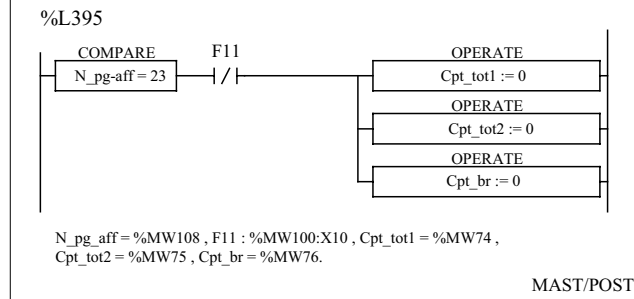 %L395
COMPARE F11 OPERATE
N_pg-aff = 23 Cpt_tot1 := 0
OPERATE
Cpt_tot2 := 0
OPERATE
Cpt_br := 0
N_pg_aff = %MW108 , F11 : %MW100:X10 , Cpt_tot1 = %MW74 ,
Cpt_tot2 = %MW75 , Cpt_br = %MW76.
MAST/POST